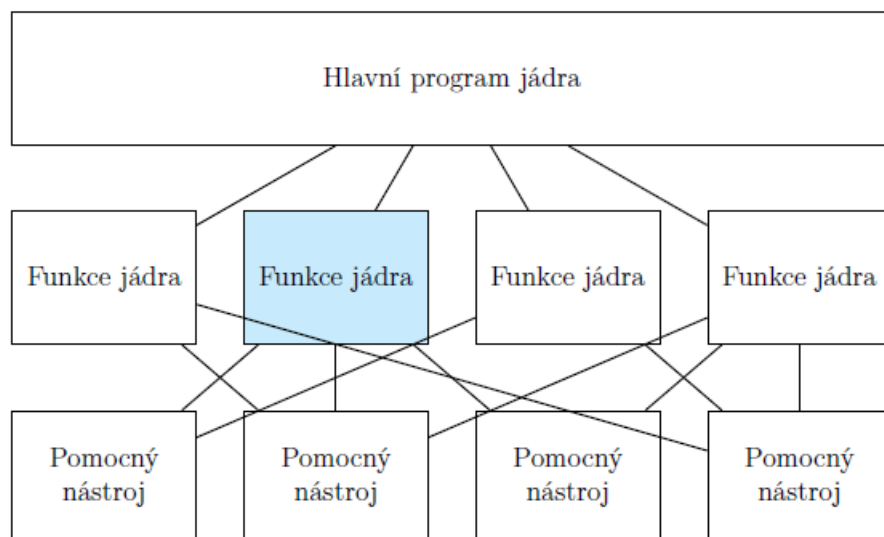 Hlavní program jádra
Funkce jádra
Funkce jádra
Funkce jádra
Funkce jádra
Pomocný
nástroj
Pomocný
nástroj
Pomocný
nástroj
Pomocný
nástroj